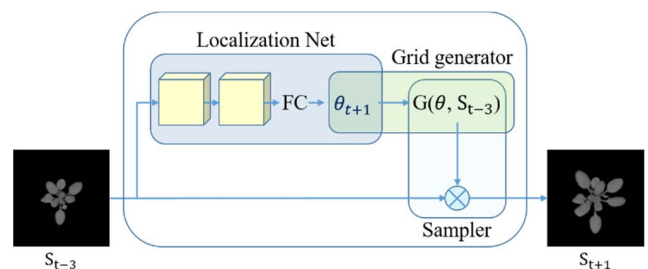 Localization Net
Grid generator
FC
θₜ₊₁
G(θ, Sₜ₋₃)
Sampler
Sₜ₋₃
Sₜ₊₁